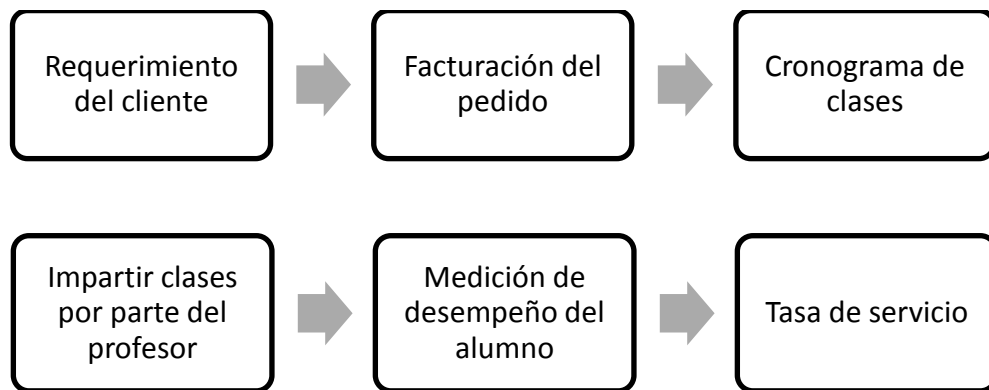 Requerimiento
del cliente
Facturación del
pedido
Cronograma de
clases
Impartir clases
por parte del
profesor
Medición de
desempeño del
alumno
Tasa de servicio